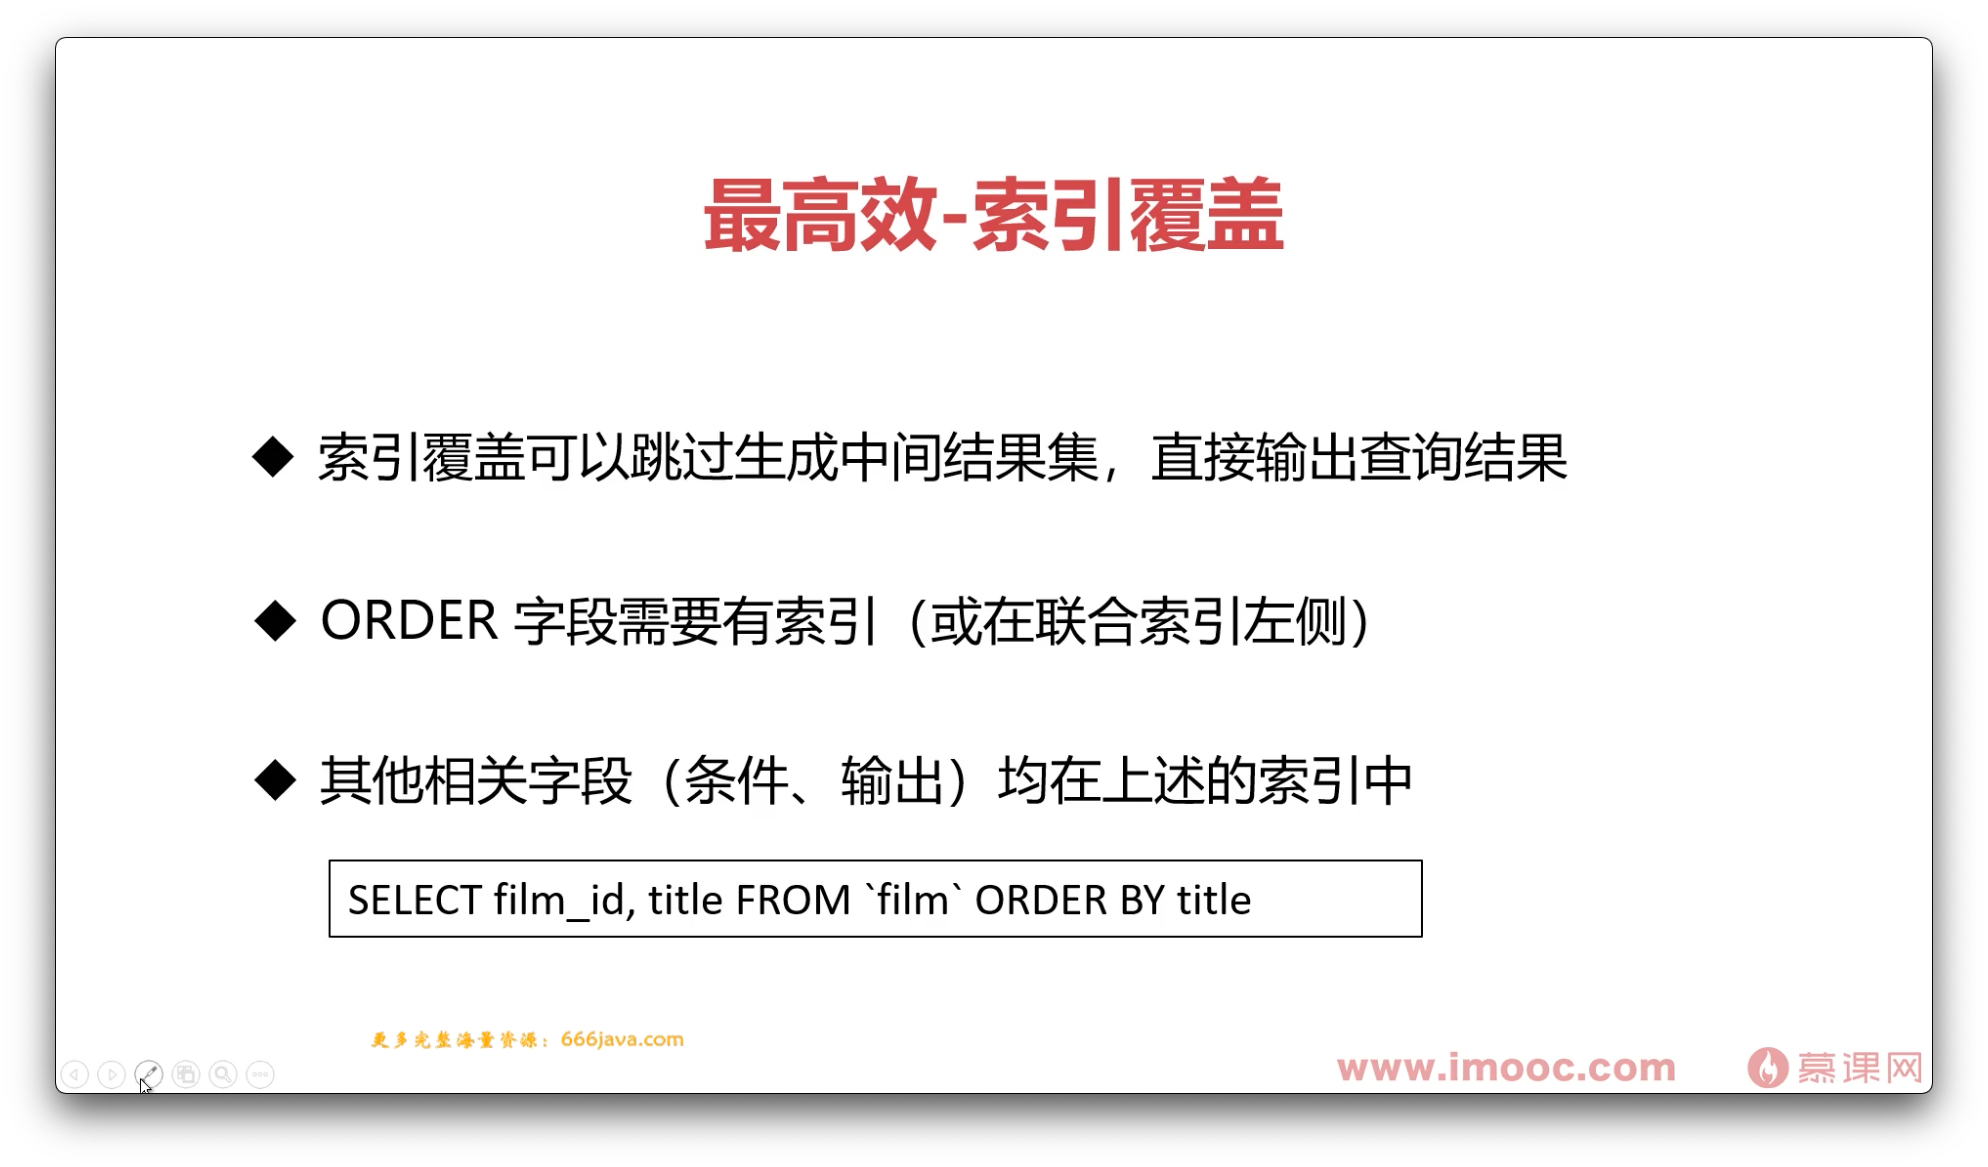 最高效-索引覆盖
索引覆盖可以跳过生成中间结果集，直接输出查询结果
ORDER 字段需要有索引（或在联合索引左侧）
其他相关字段（条件、输出）均在上述的索引中
SELECT film_id, title FROM `film` ORDER BY title
更多完整海量资源：666java.com
www.imooc.com 慕课网